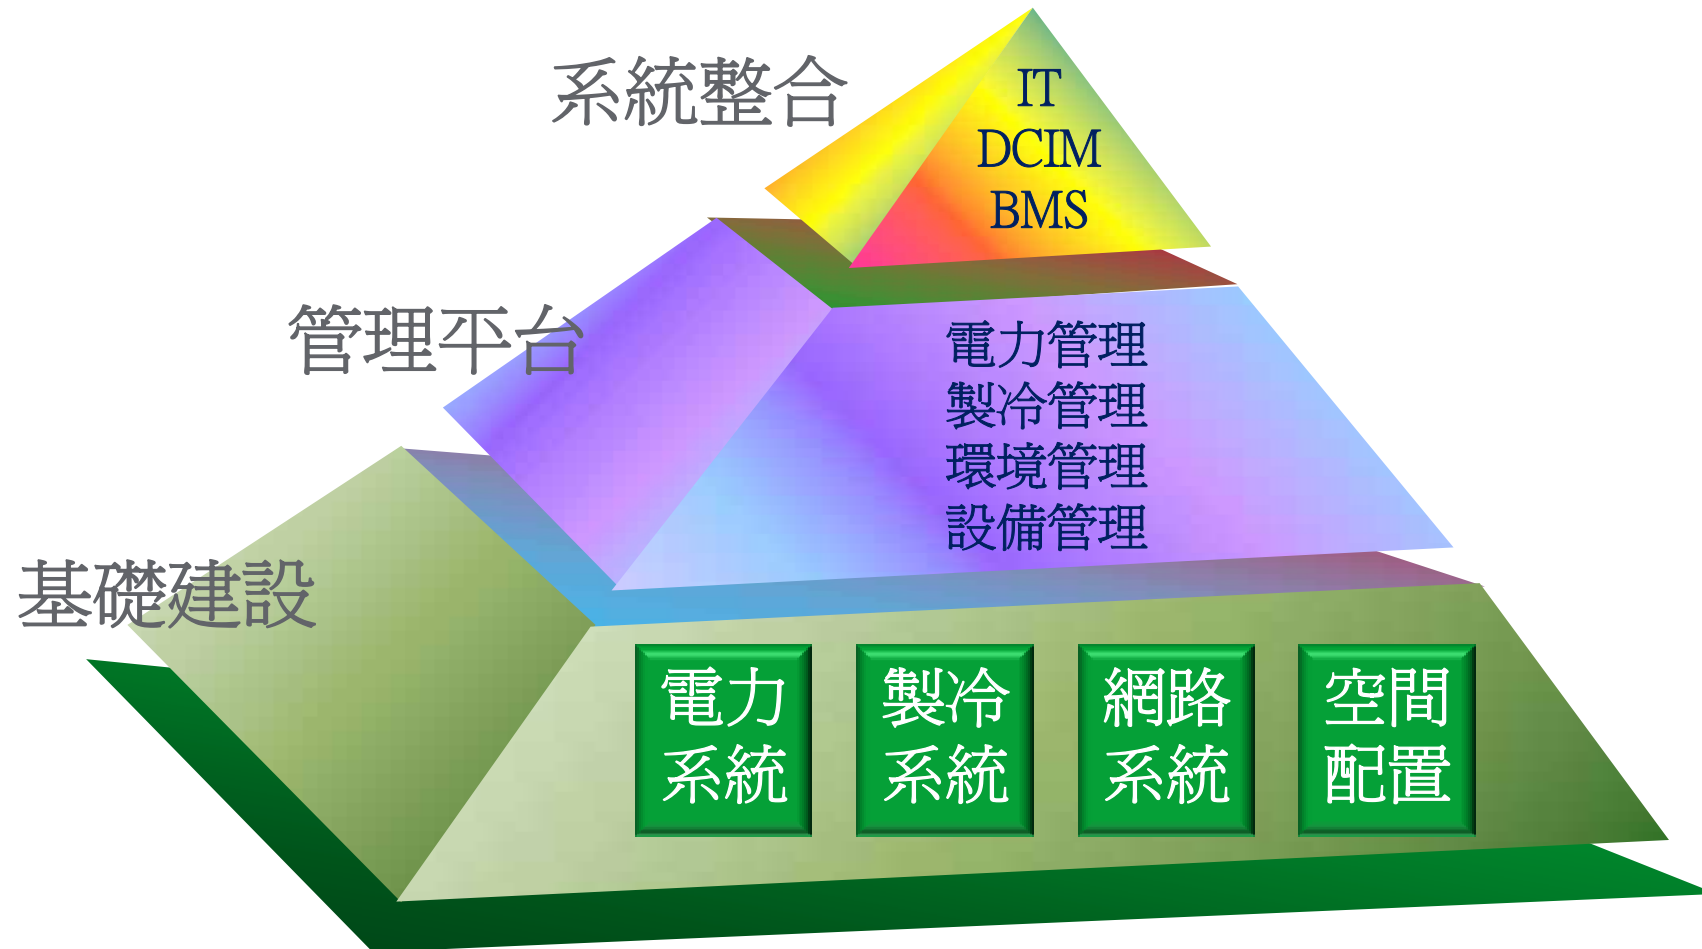 系統整合
IT
DCIM
BMS
管理平台
電力管理
製冷管理
環境管理
設備管理
基礎建設
電力
系統
製冷
系統
網路
系統
空間
配置